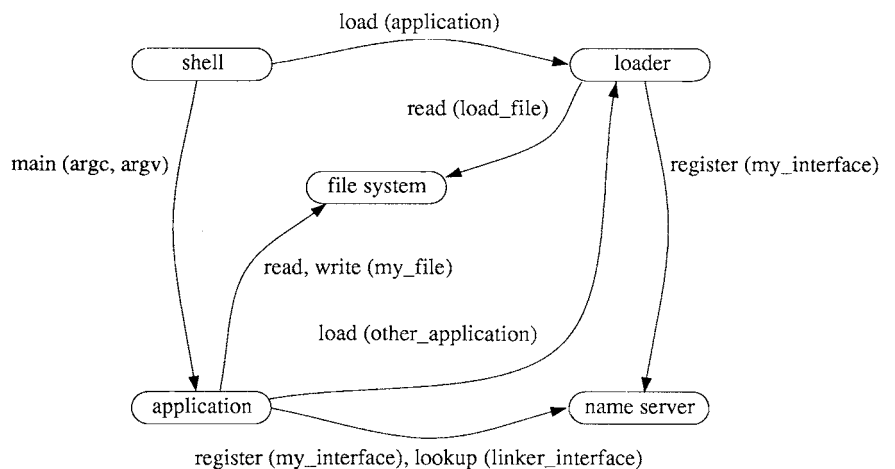 load (application)
shell
loader
read (load_file)
main (argc, argv)
register (my_interface)
file system
read, write (my_file)
load (other_application)
application
name server
register (my_interface), lookup (linker_interface)